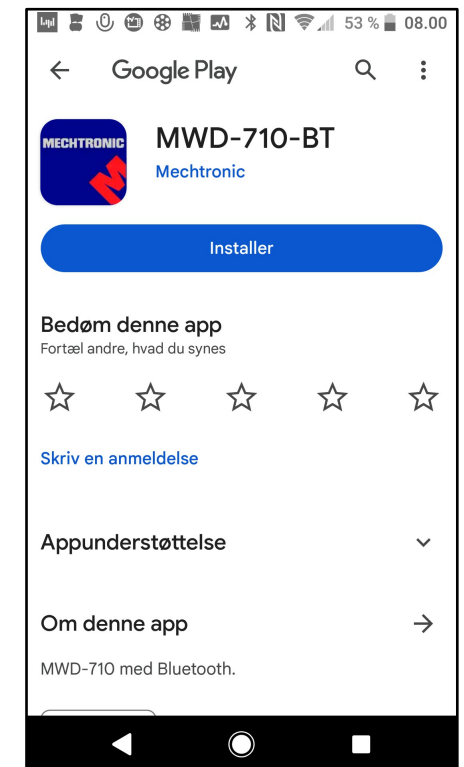 53 % 08.00
Google Play
MECHTRONIC
MWD-710-BT
Mechtronic
Installer
Bedøm denne app
Fortæl andre, hvad du synes
Skriv en anmeldelse
Appunderstøttelse
Om denne app
MWD-710 med Bluetooth.